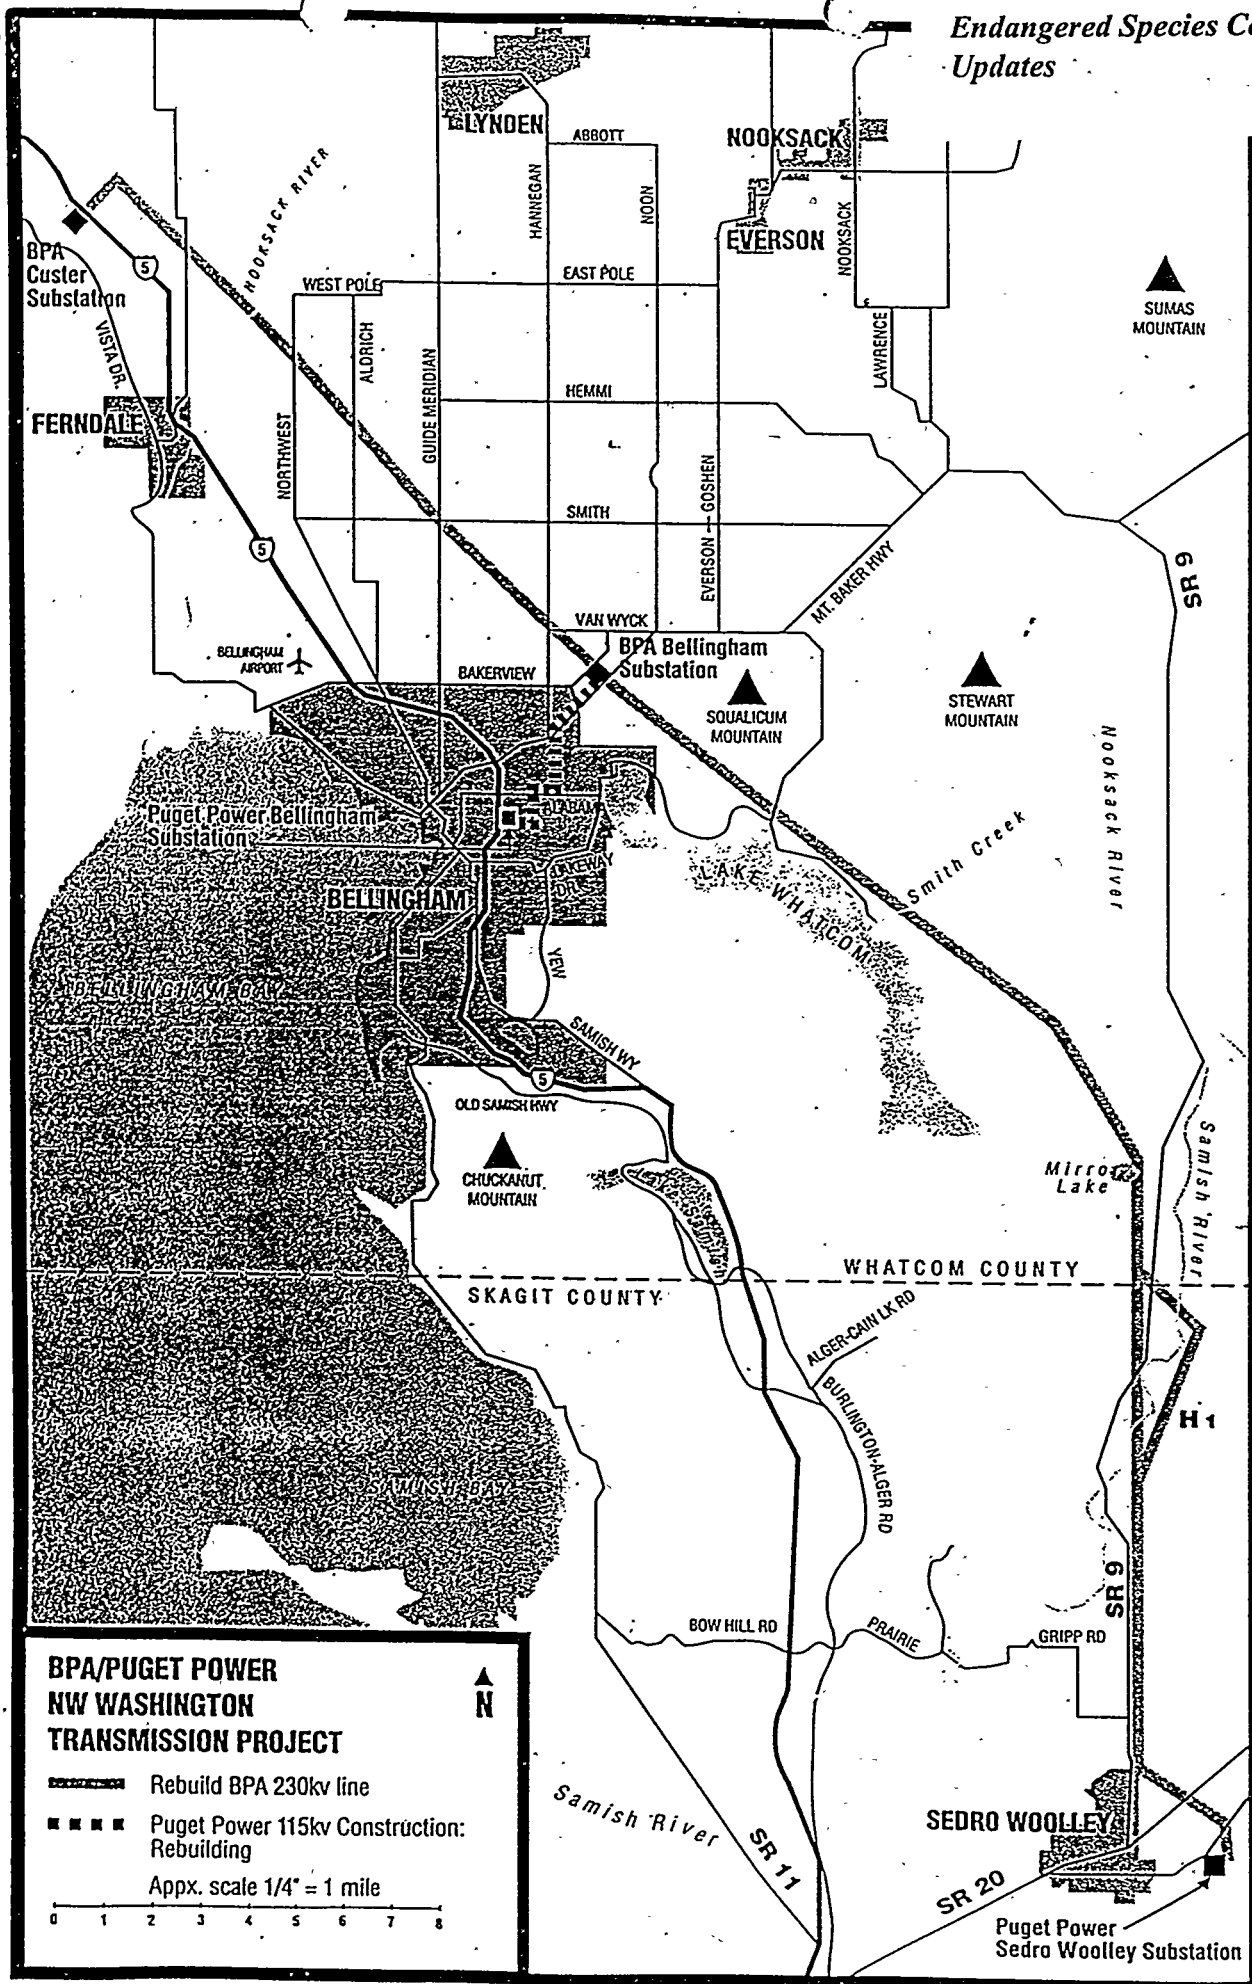 Endangered Species
Updates
LYNDEN
ABBOTT
NOOKSACK
NOOKSACK RIVER
HANNEGAN
NOON
EVERSON
NOOKSACK
BPA
Custer
Substation
5
WEST POLE
EAST POLE
SUMAS
MOUNTAIN
VISTA DR.
ALDRICH
GUIDE MERIDIAN
LAWRENCE
HEMMI
FERNDALE
NORTHWEST
EVERSON - GOSHEN
SMITH
5
MT. BAKER HWY
SR 9
VAN WYCK
BPA Bellingham
Substation
BELLINGHAM
AIRPORT
BAKERVIEW
SQUALICUM
MOUNTAIN
STEWART
MOUNTAIN
Nooksack River
Puget Power Bellingham
Substation
ALABAMA
LAKEWAY
DR.
Smith Creek
LAKE WHATCOM
BELLINGHAM
YEW
BELLINGHAM BAY
SAMISH WY
5
OLD SAMISH HWY
CHUCKANUT
MOUNTAIN
Mirror
Lake
Samish River
WHATCOM COUNTY
SKAGIT COUNTY
ALGER-CAIN LK RD
BURLINGTON-ALGER RD
H 1
SAMISH BAY
SR 9
BOW HILL RD
PRAIRIE
GRIPP RD
BPA/PUGET POWER
NW WASHINGTON
TRANSMISSION PROJECT
N
Rebuild BPA 230kv line
Puget Power 115kv Construction:
Rebuilding
Appx. scale 1/4" = 1 mile
0 1 2 3 4 5 6 7 8
Samish River
SR 11
SEDRO WOOLLEY
SR 20
Puget Power
Sedro Woolley Substation